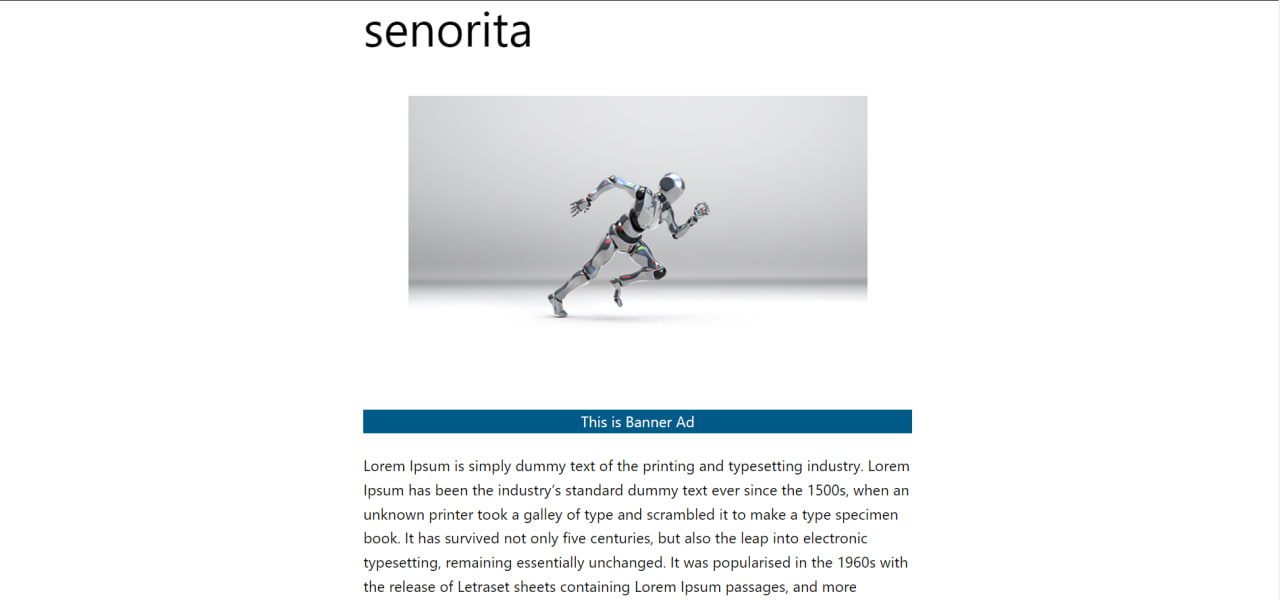 senorita
This is Banner Ad
Lorem Ipsum is simply dummy text of the printing and typesetting industry. Lorem
Ipsum has been the industry’s standard dummy text ever since the 1500s, when an
unknown printer took a galley of type and scrambled it to make a type specimen
book. It has survived not only five centuries, but also the leap into electronic
typesetting, remaining essentially unchanged. It was popularised in the 1960s with
the release of Letraset sheets containing Lorem Ipsum passages, and more